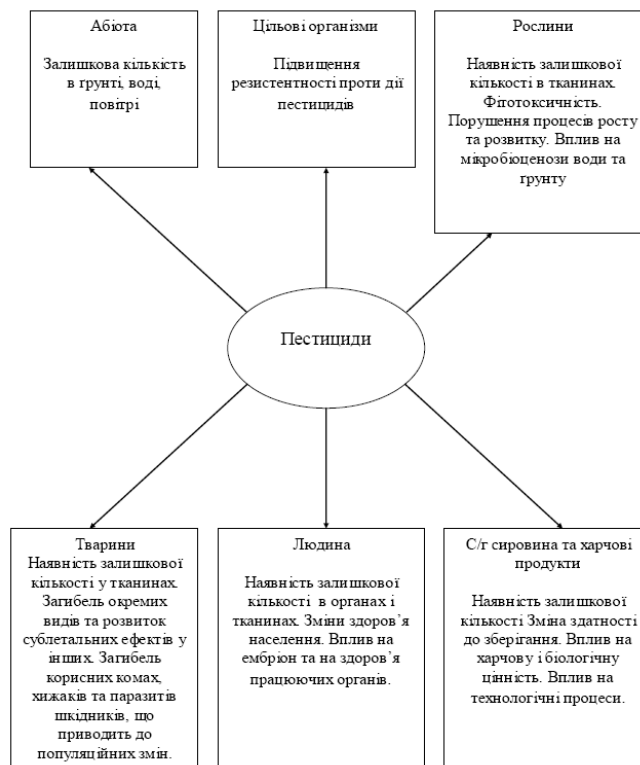 Абіота
Залишкова кількість
в ґрунті, воді,
повітрі
Цільові організми
Підвищення
резистентності проти дії
пестицидів
Рослини
Наявність залишкової
кількості в тканинах.
Фітотоксичність.
Порушення процесів росту
та розвитку. Вплив на
мікробіоценози води та
ґрунту
Пестициди
Тварини
Наявність залишкової
кількості у тканинах.
Загибель окремих
видів та розвиток
сублетальних ефектів у
інших. Загибель
корисних комах,
хижаків та паразитів
шкідників, що
приводить до
популяційних змін.
Людина
Наявність залишкової
кількості в органах і
тканинах. Зміни здоров’я
населення. Вплив на
ембріон та на здоров’я
працюючих органів.
С/г сировина та харчові
продукти
Наявність залишкової
кількості Зміна здатності
до зберігання. Вплив на
харчову і біологічну
цінність. Вплив на
технологічні процеси.